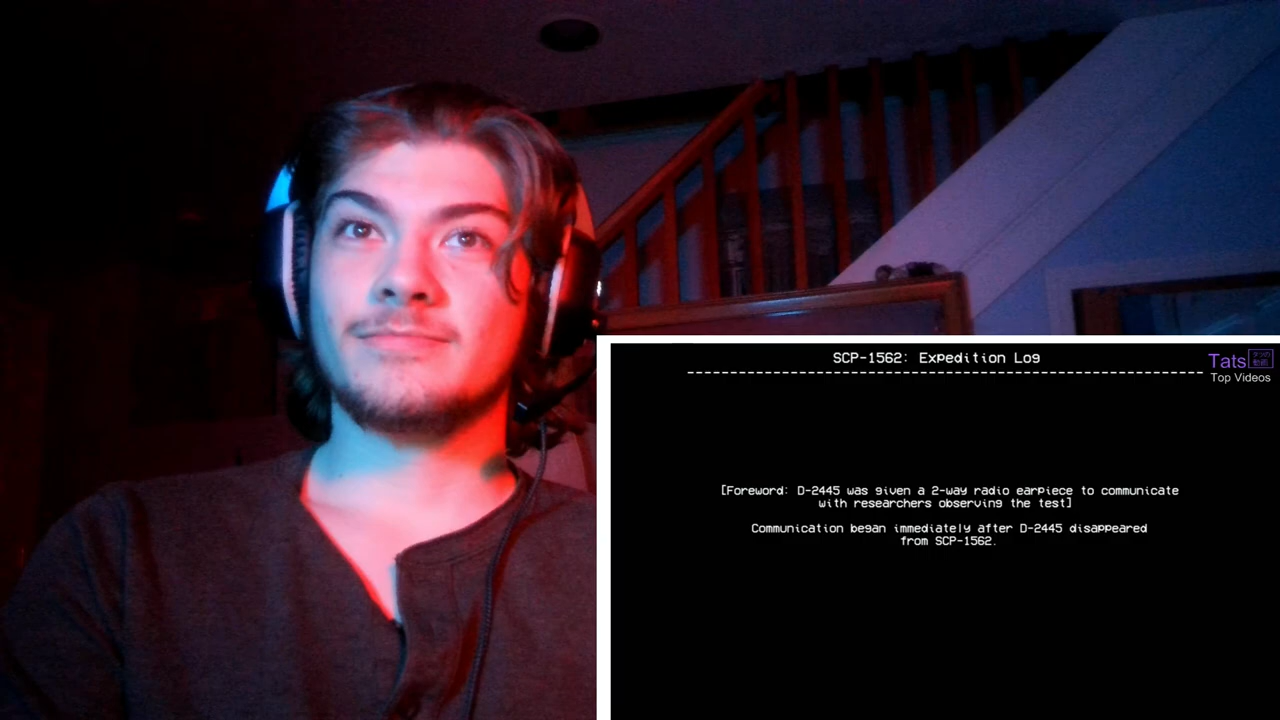 SCP-1562: Expedition Log
Tats
Top Videos
[Foreword: D-2445 was given a 2-way radio earpiece to communicate
with researchers observing the test]
Communication began immediately after D-2445 disappeared
from SCP-1562.